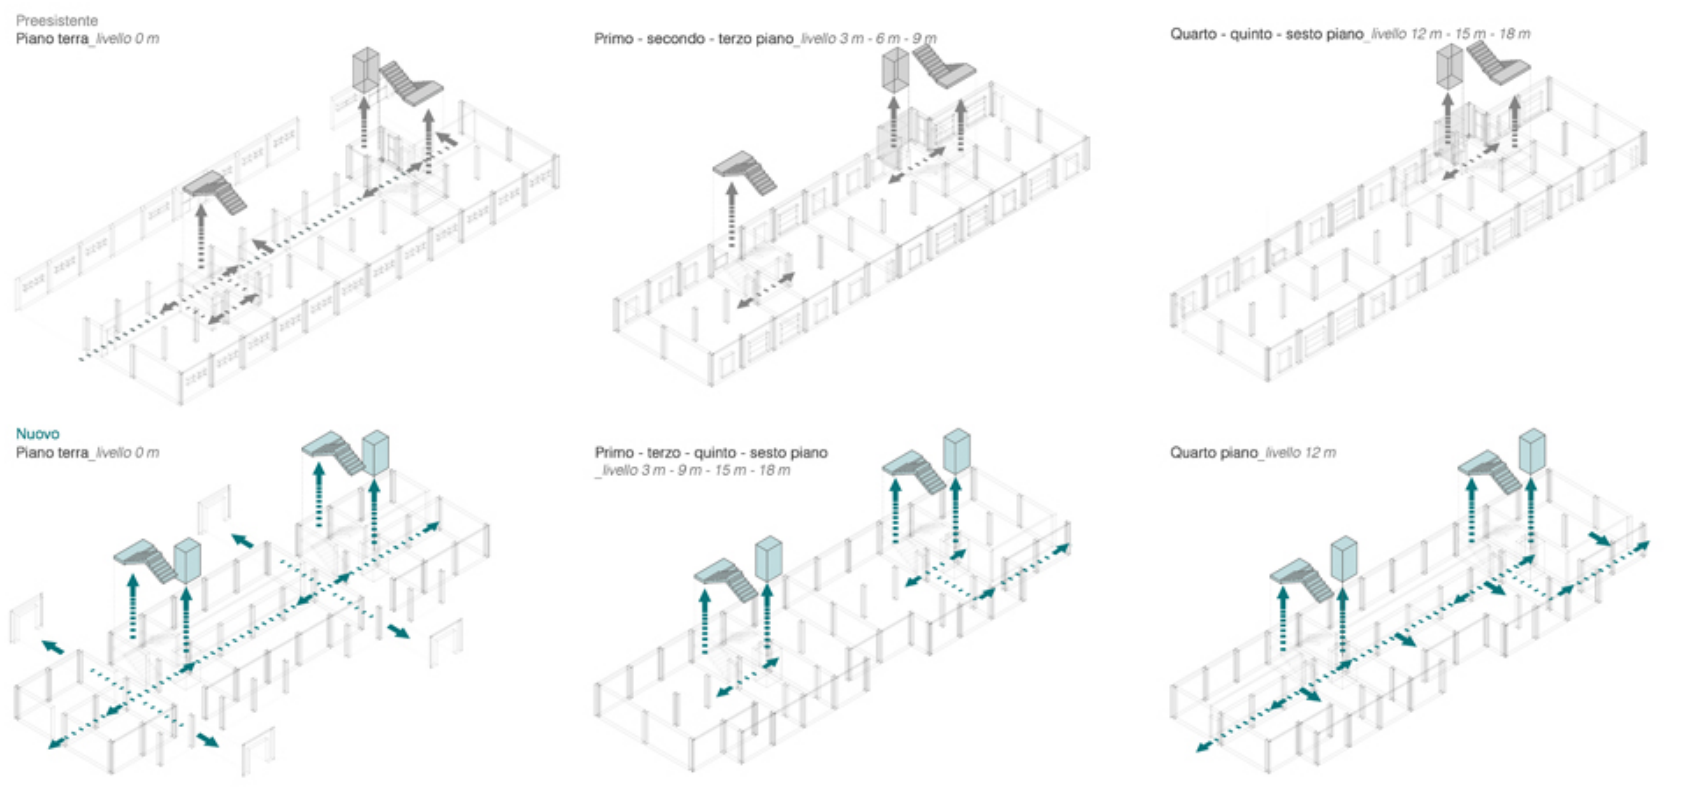 Preesistente
Piano terra_livello 0 m
Primo - secondo - terzo piano_livello 3 m - 6 m - 9 m
Quarto - quinto - sesto piano_livello 12 m - 15 m - 18 m
Nuovo
Piano terra_livello 0 m
Primo - terzo - quinto - sesto piano
_livello 3 m - 9 m - 15 m - 18 m
Quarto piano_livello 12 m